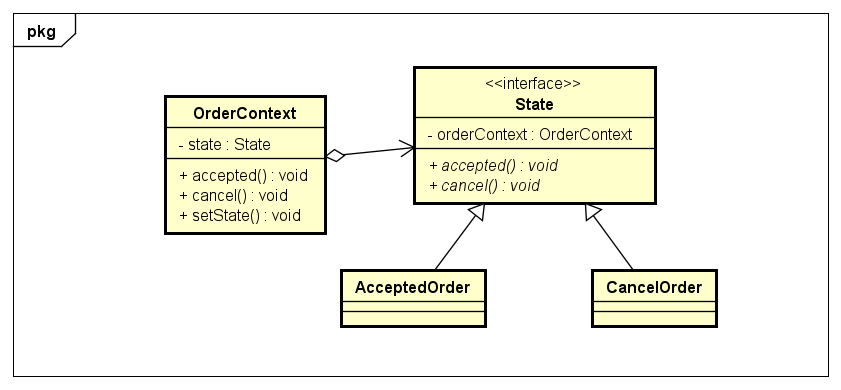 pkg
OrderContext
- state : State
+ accepted() : void
+ cancel() : void
+ setState() : void
<<interface>>
State
- orderContext : OrderContext
+ accepted() : void
+ cancel() : void
AcceptedOrder
CancelOrder